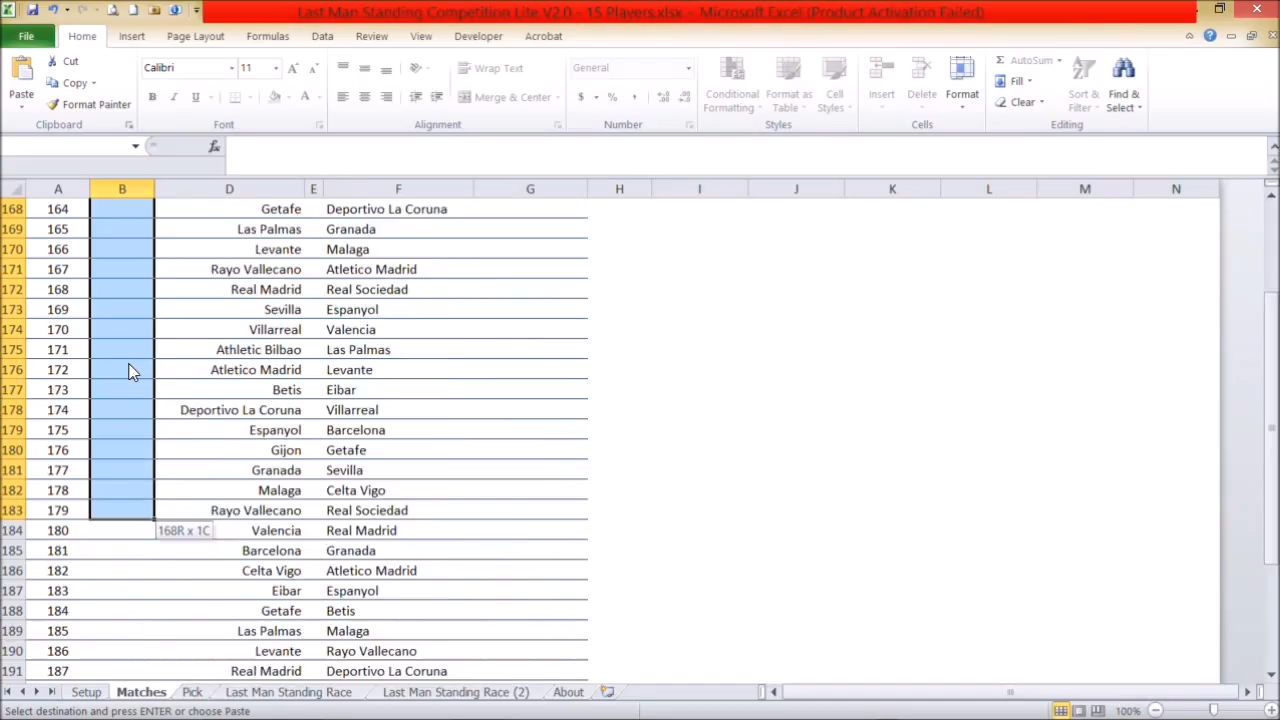 Last Man Standing Competition Lite V2.0 - 15 Players.xlsx - Microsoft Excel (Product Activation Failed)
File Home Insert Page Layout Formulas Data Review View Developer Acrobat
Cut
Copy
Format Painter
Paste
Clipboard
Calibri 11
B I U
Font
Wrap Text
Merge & Center
Alignment
General
$ % ,
Number
Conditional Formatting
Format as Table
Cell Styles
Styles
Insert Delete Format
Cells
AutoSum
Fill
Clear
Sort & Filter
Find & Select
Editing
fx
A B D E F G H I J K L M N
168 164 Getafe Deportivo La Coruna
169 165 Las Palmas Granada
170 166 Levante Malaga
171 167 Rayo Vallecano Atletico Madrid
172 168 Real Madrid Real Sociedad
173 169 Sevilla Espanyol
174 170 Villarreal Valencia
175 171 Athletic Bilbao Las Palmas
176 172 Atletico Madrid Levante
177 173 Betis Eibar
178 174 Deportivo La Coruna Villarreal
179 175 Espanyol Barcelona
180 176 Gijon Getafe
181 177 Granada Sevilla
182 178 Malaga Celta Vigo
183 179 Rayo Vallecano Real Sociedad
168R x 1C
184 180 Valencia Real Madrid
185 181 Barcelona Granada
186 182 Celta Vigo Atletico Madrid
187 183 Eibar Espanyol
188 184 Getafe Betis
189 185 Las Palmas Malaga
190 186 Levante Rayo Vallecano
191 187 Real Madrid Deportivo La Coruna
Setup Matches Pick Last Man Standing Race Last Man Standing Race (2) About
Select destination and press ENTER or choose Paste 100%